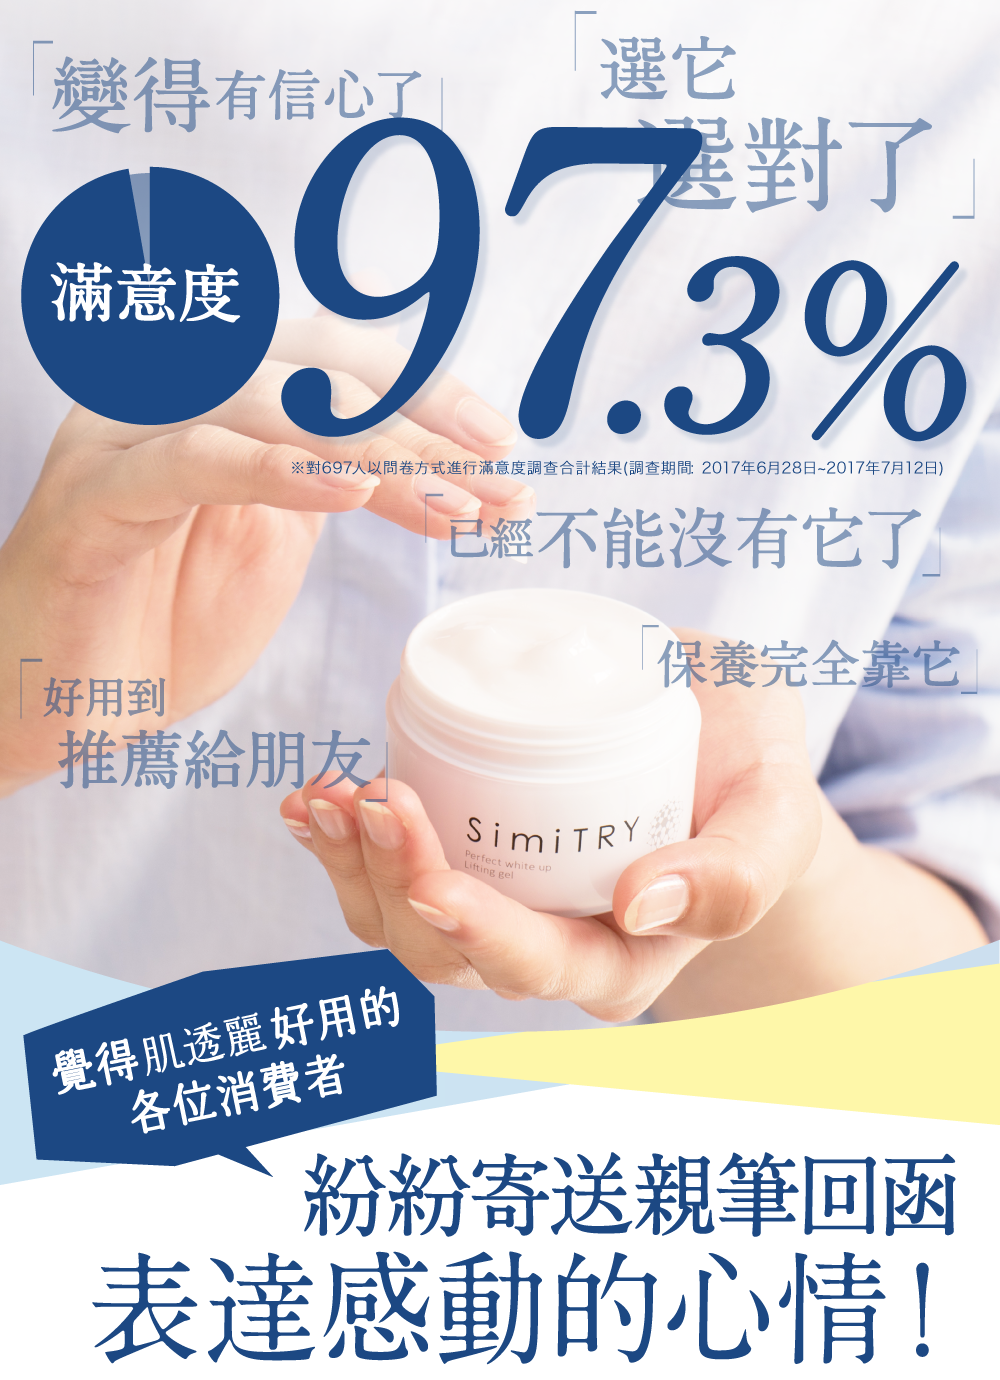 「變得有信心了」
「選它
選對了」
滿意度
97.3%
※對697人以問卷方式進行滿意度調查合計結果(調查期間: 2017年6月28日~2017年7月12日)
「已經不能沒有它了」
「保養完全靠它」
「好用到
推薦給朋友」
SimiTRY
Perfect white up
Lifting gel
覺得肌透麗好用的
各位消費者
紛紛寄送親筆回函
表達感動的心情!